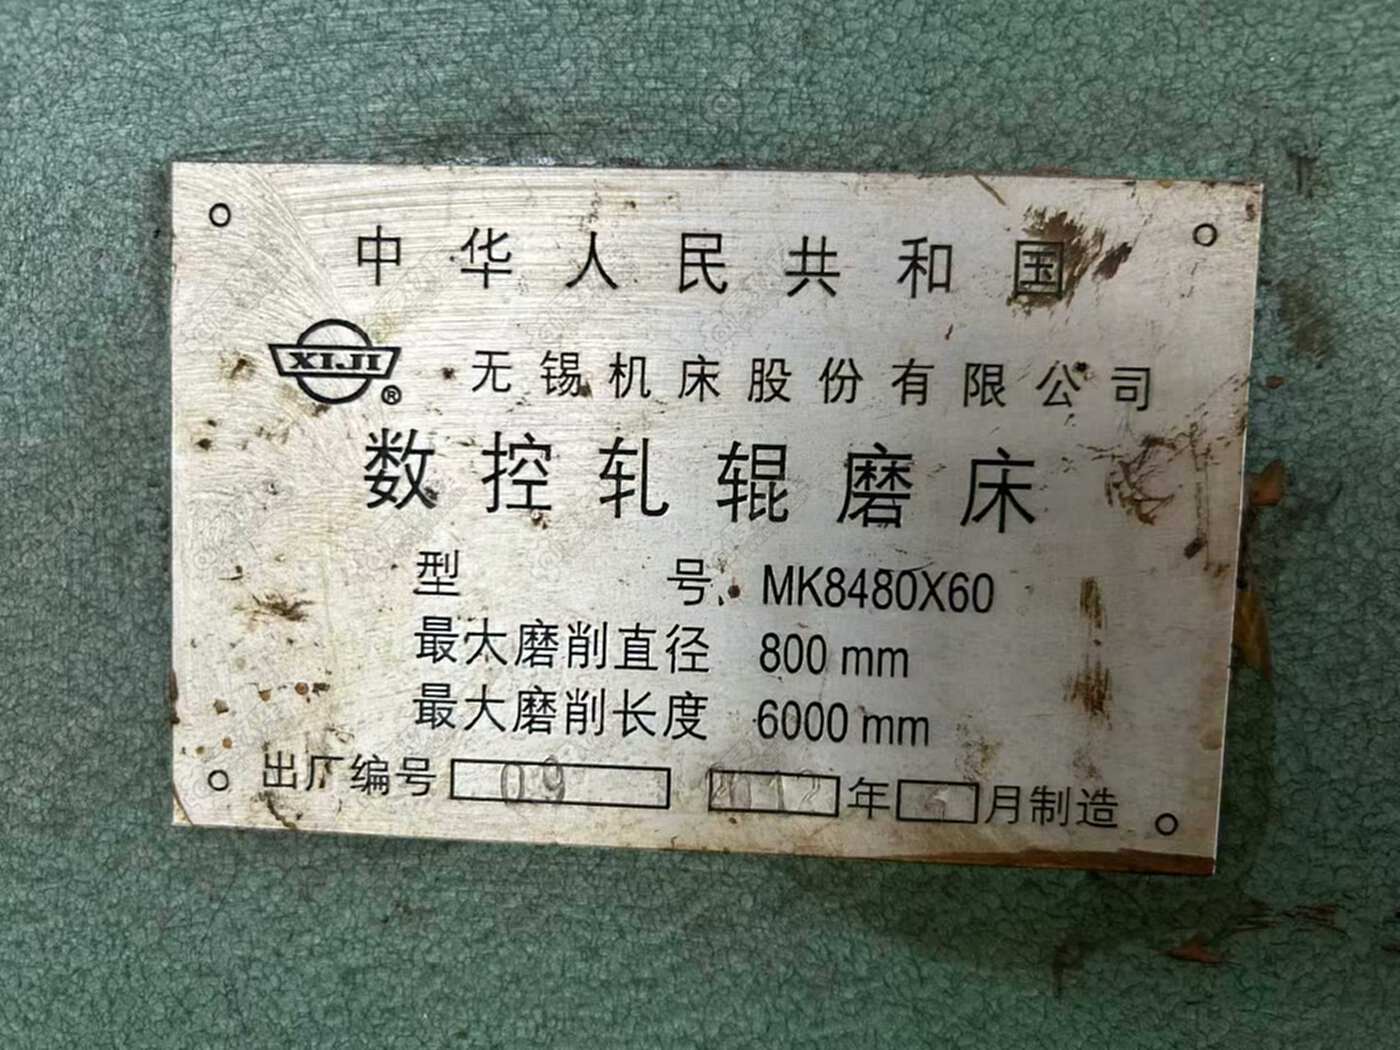 中华人民共和国
XIJI ® 无锡机床股份有限公司
数控轧辊磨床
型 号: MK8480X60
最大磨削直径 800 mm
最大磨削长度 6000 mm
出厂编号 09 2012 年 月制造